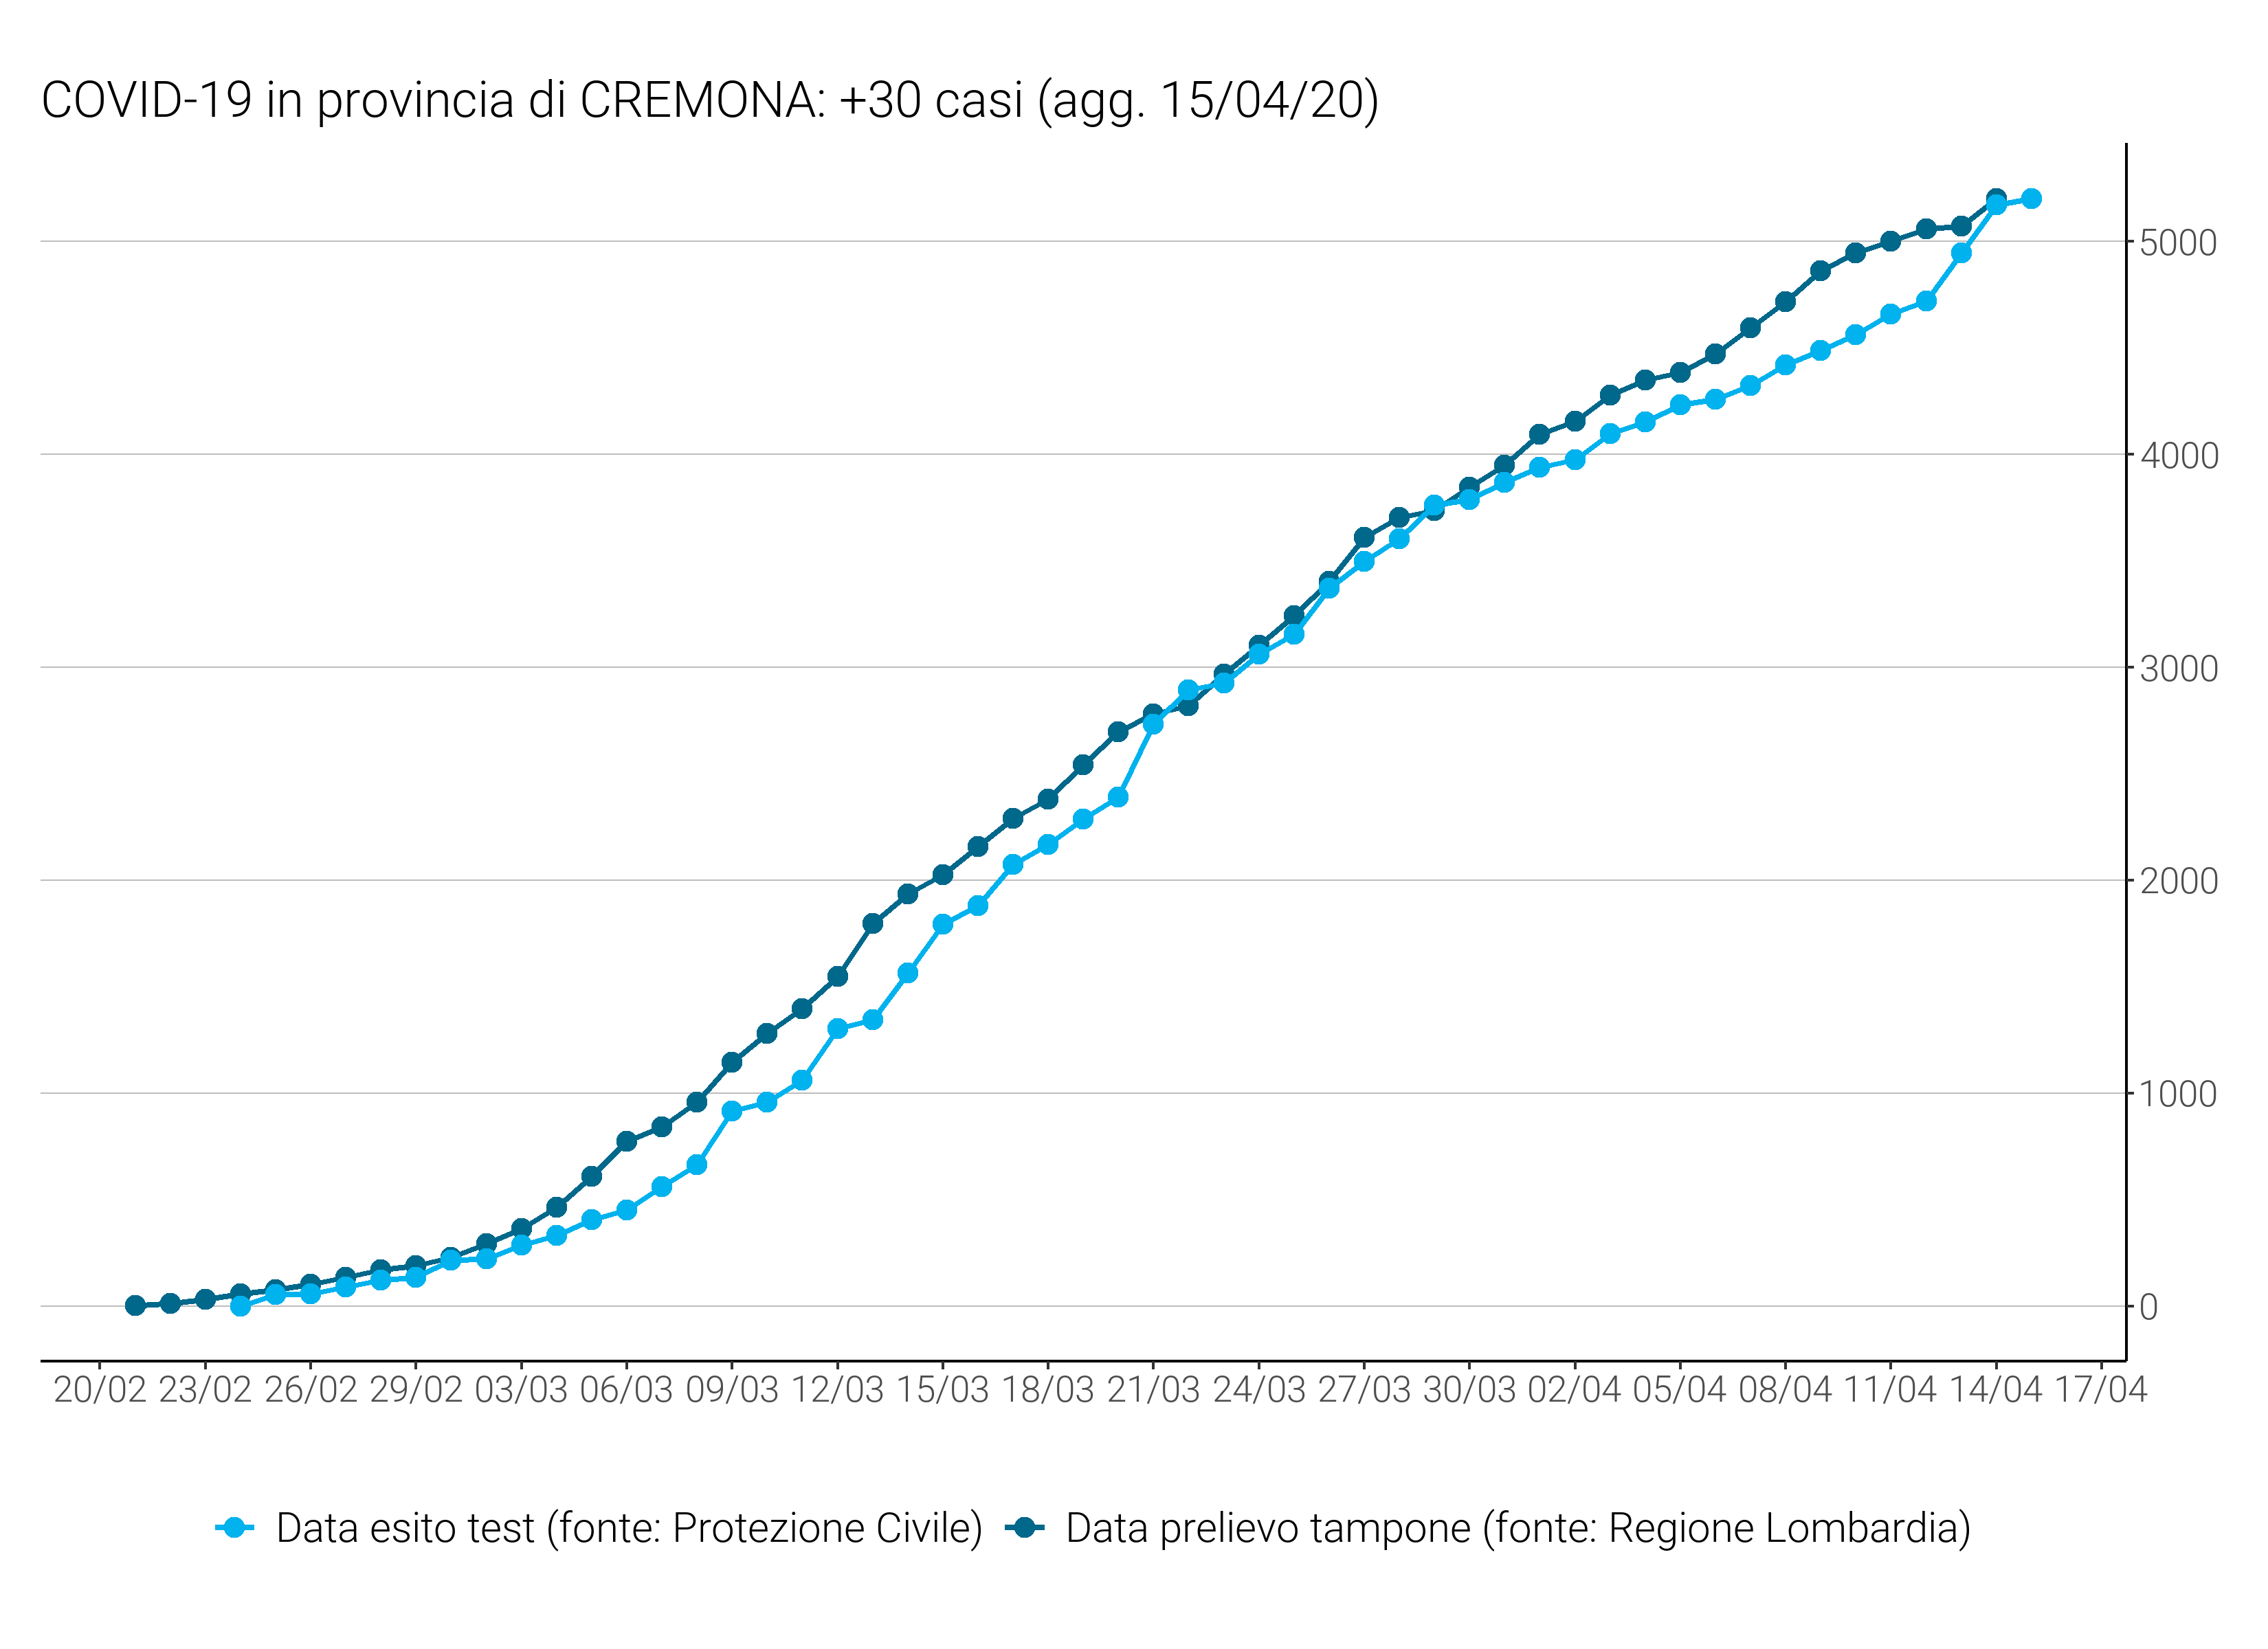 COVID-19 in provincia di CREMONA: +30 casi (agg. 15/04/20)
5000
4000
3000
2000
1000
0
20/02 23/02 26/02 29/02 03/03 06/03 09/03 12/03 15/03 18/03 21/03 24/03 27/03 30/03 02/04 05/04 08/04 11/04 14/04 17/04
Data esito test (fonte: Protezione Civile) Data prelievo tampone (fonte: Regione Lombardia)